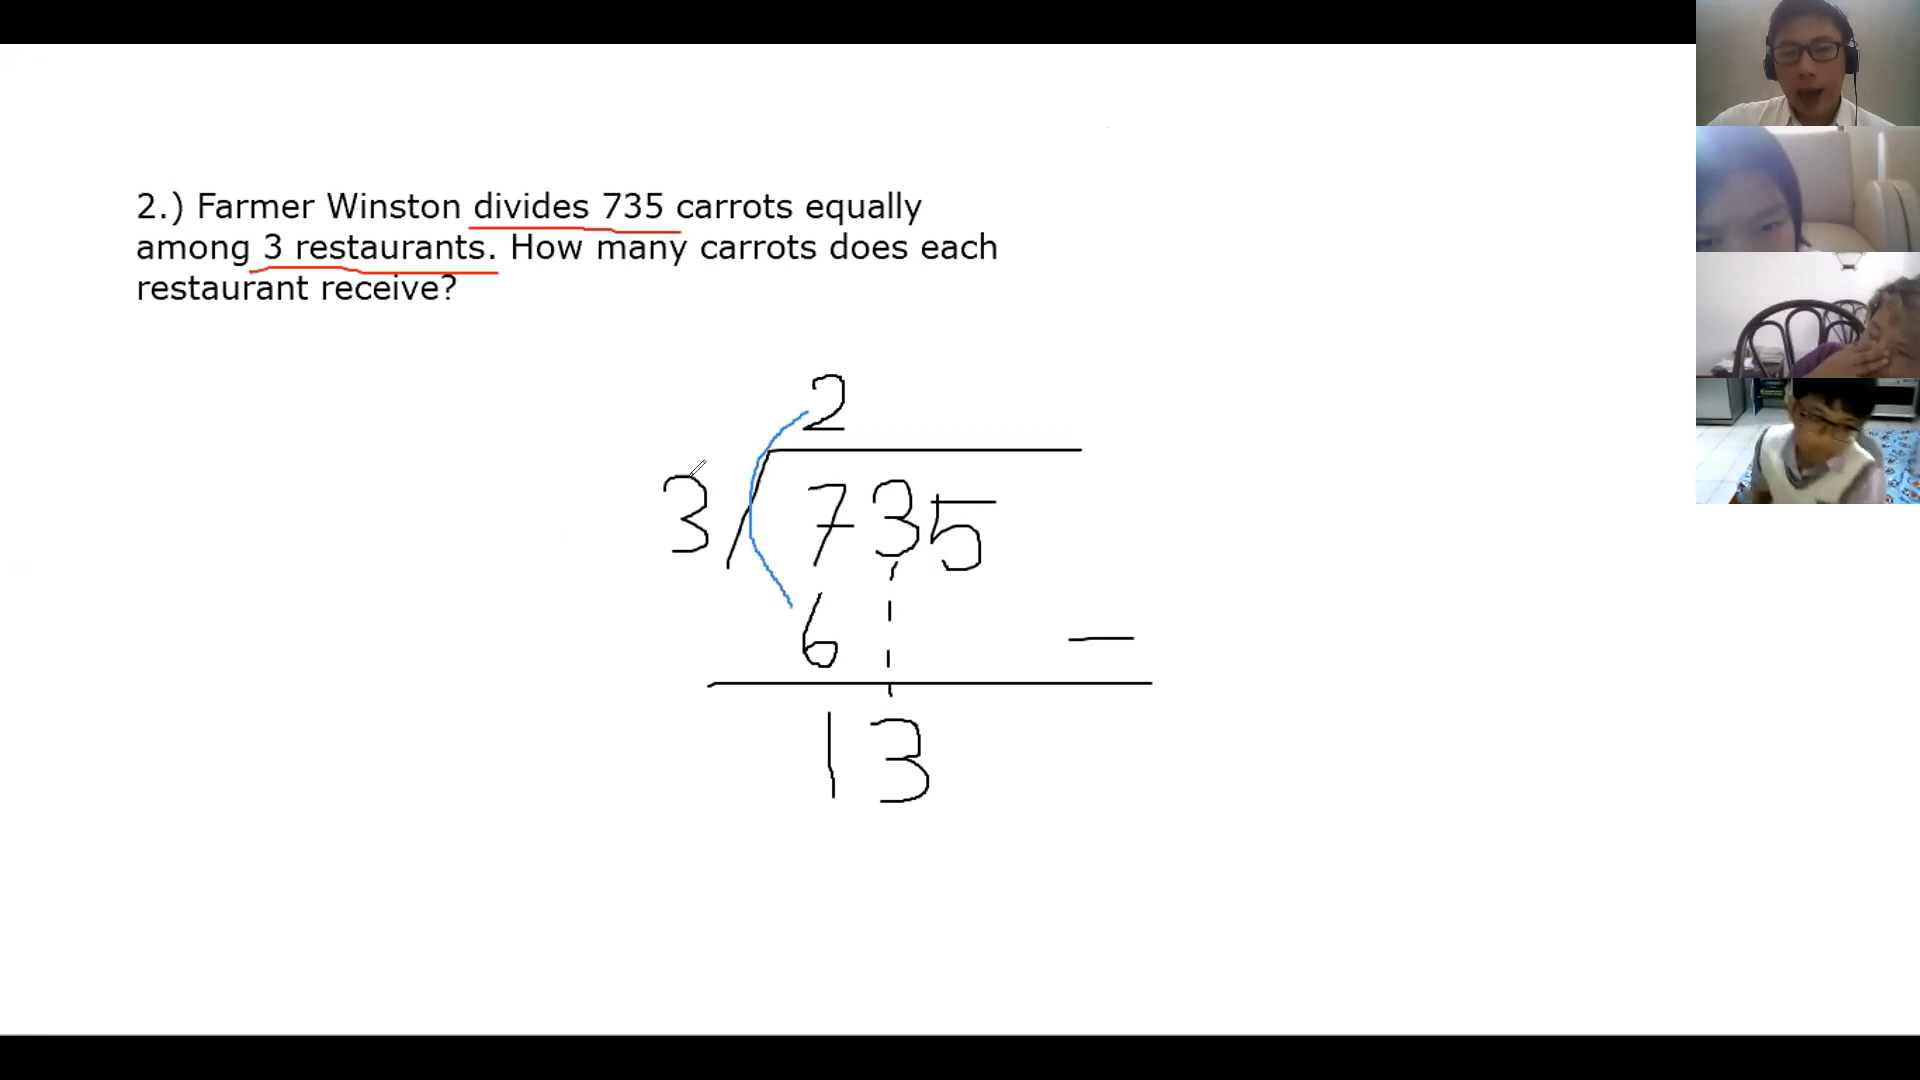 2.) Farmer Winston divides 735 carrots equally
among 3 restaurants. How many carrots does each
restaurant receive?
2
3 735
6 –
13